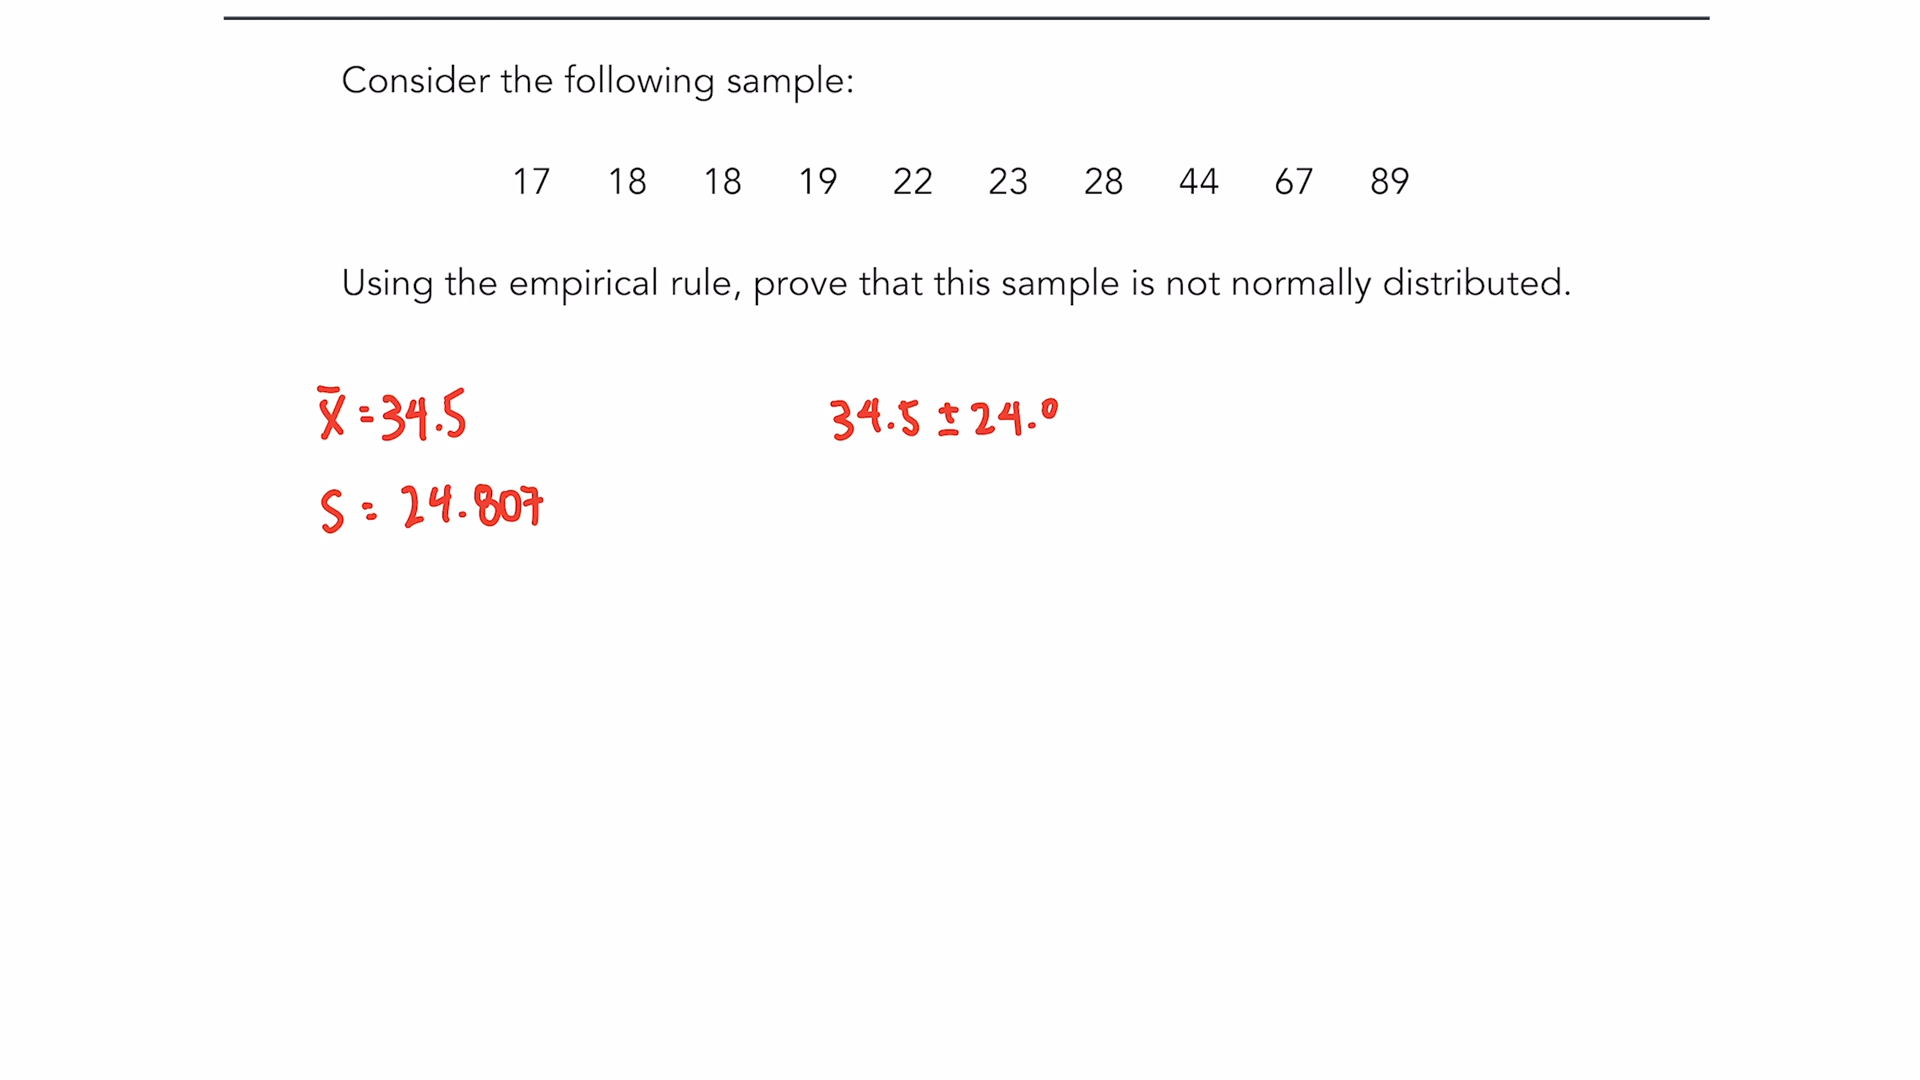 Consider the following sample:
17 18 18 19 22 23 28 44 67 89
Using the empirical rule, prove that this sample is not normally distributed.
x̄ = 34.5
34.5 ± 24.0
s = 24.807